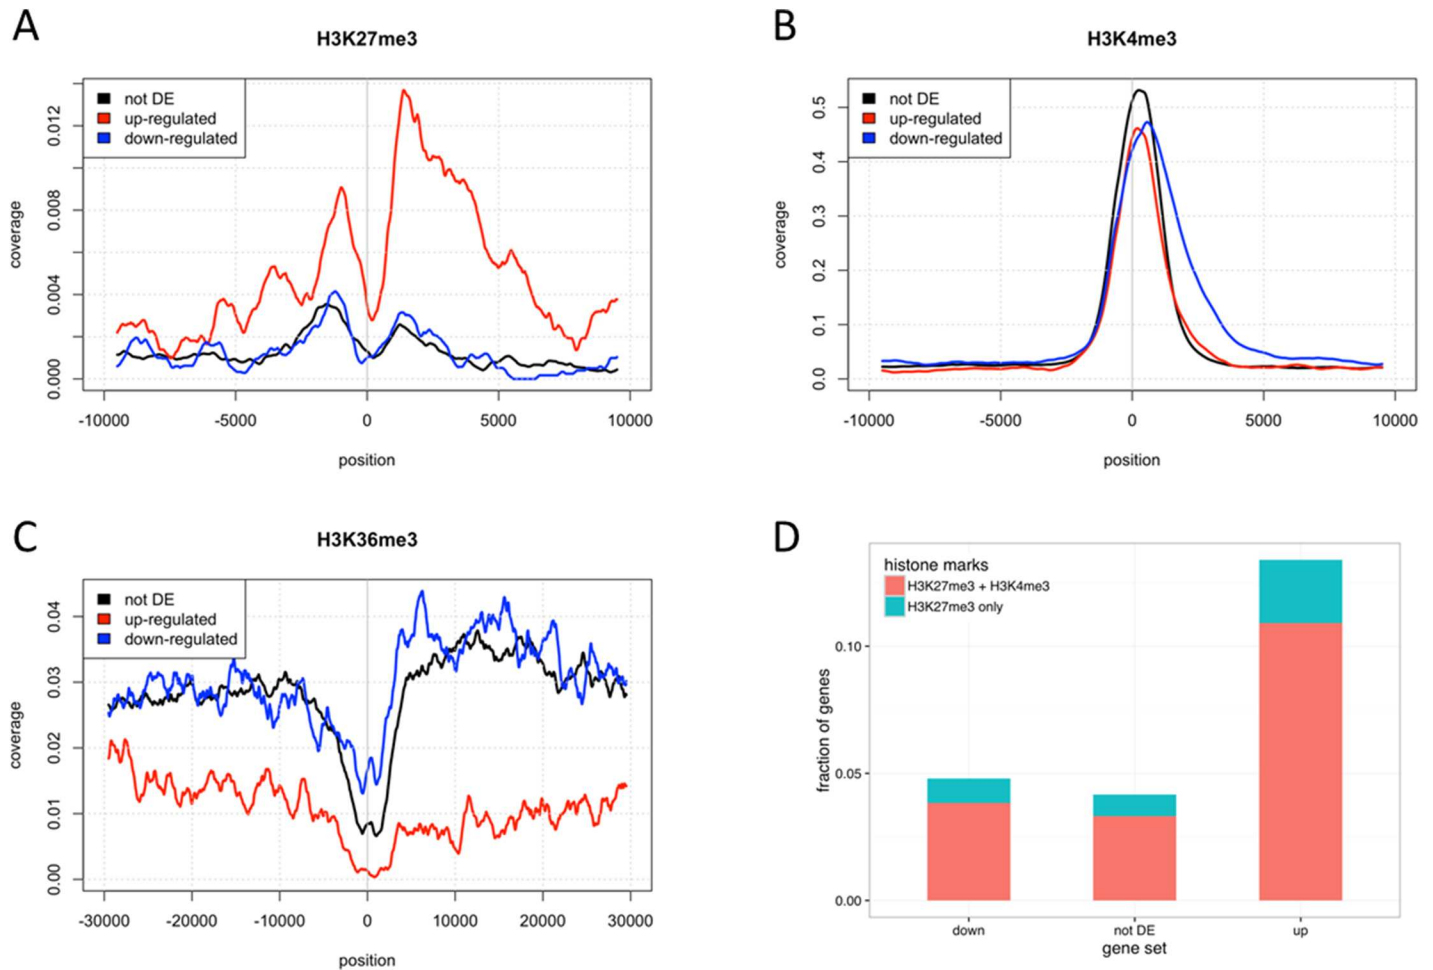 A
H3K27me3
not DE
up-regulated
down-regulated
coverage
0.012
0.008
0.004
0.000
-10000 -5000 0 5000 10000
position
B
H3K4me3
not DE
up-regulated
down-regulated
coverage
0.5
0.4
0.3
0.2
0.1
0.0
-10000 -5000 0 5000 10000
position
C
H3K36me3
not DE
up-regulated
down-regulated
coverage
0.04
0.03
0.02
0.01
0.00
-30000 -20000 -10000 0 10000 20000 30000
position
D
histone marks
H3K27me3 + H3K4me3
H3K27me3 only
fraction of genes
0.10
0.05
0.00
down not DE up
gene set